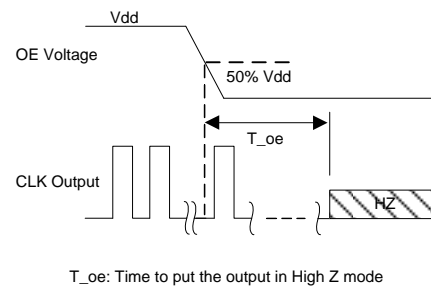 Vdd
OE Voltage
50% Vdd
T_oe
CLK Output
HZ
T_oe: Time to put the output in High Z mode